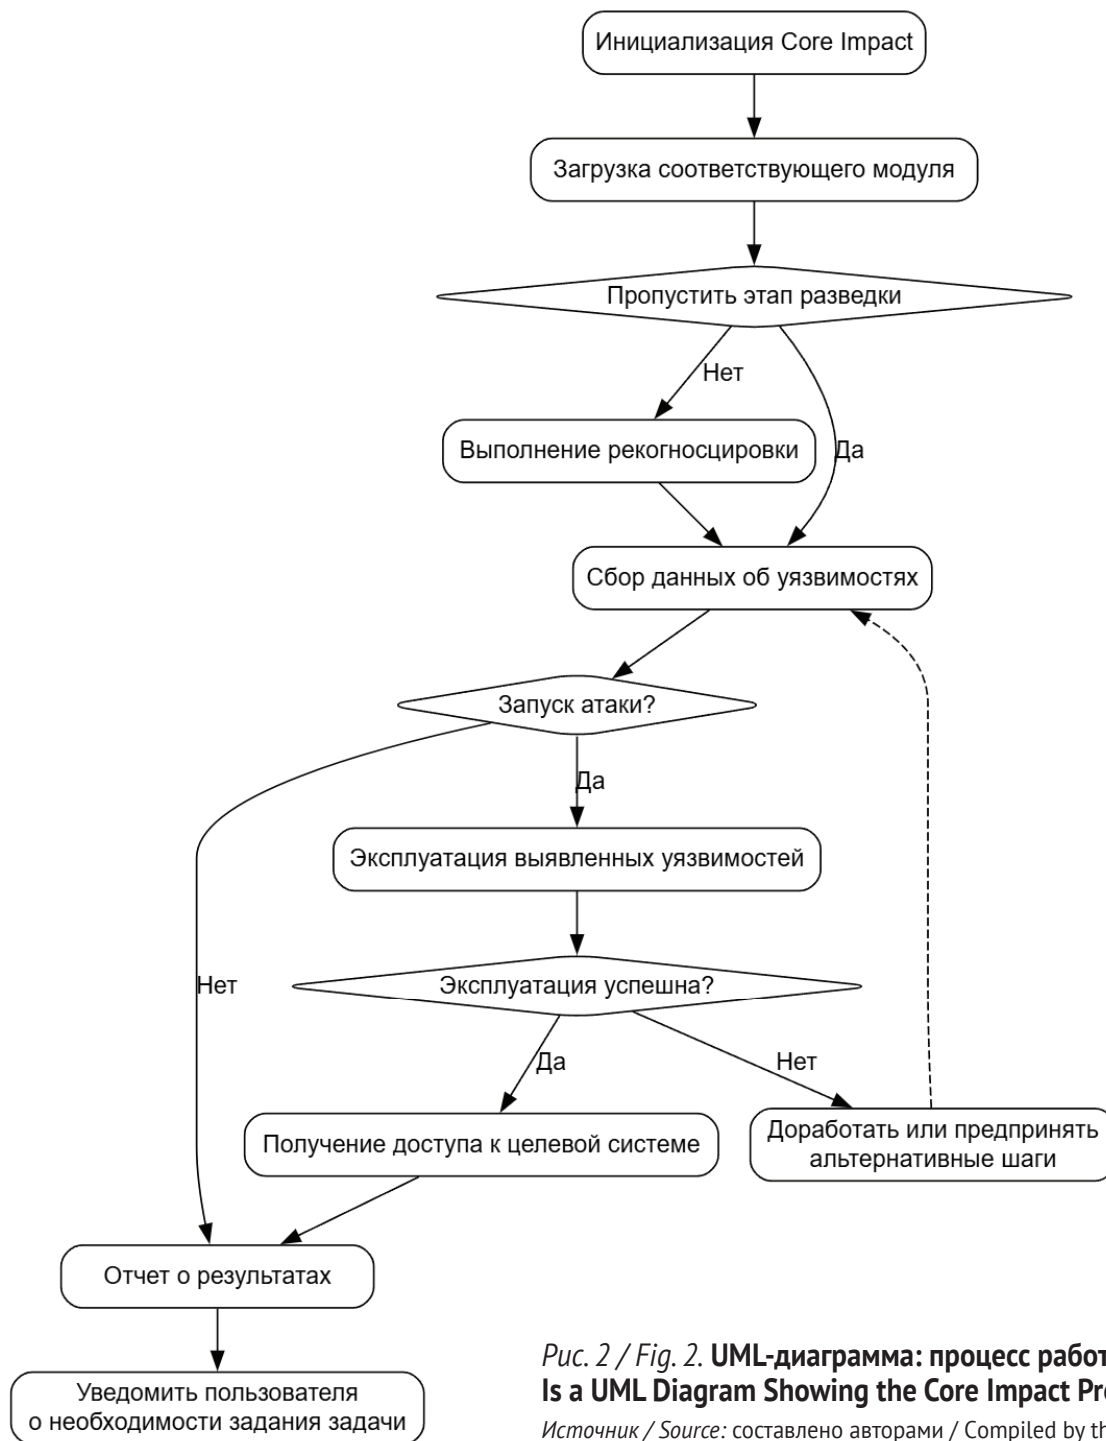 Инициализация Core Impact
Загрузка соответствующего модуля
Пропустить этап разведки
Нет
Выполнение рекогносцировки
Да
Сбор данных об уязвимостях
Запуск атаки?
Да
Эксплуатация выявленных уязвимостей
Нет
Эксплуатация успешна?
Да
Нет
Получение доступа к целевой системе
Доработать или предпринять
альтернативные шаги
Отчет о результатах
Уведомить пользователя
о необходимости задания задачи
Рис. 2 / Fig. 2. UML-диаграмма: процесс
Is a UML Diagram Showing the Core Impact
Источник / Source: составлено авторами / Compiled by